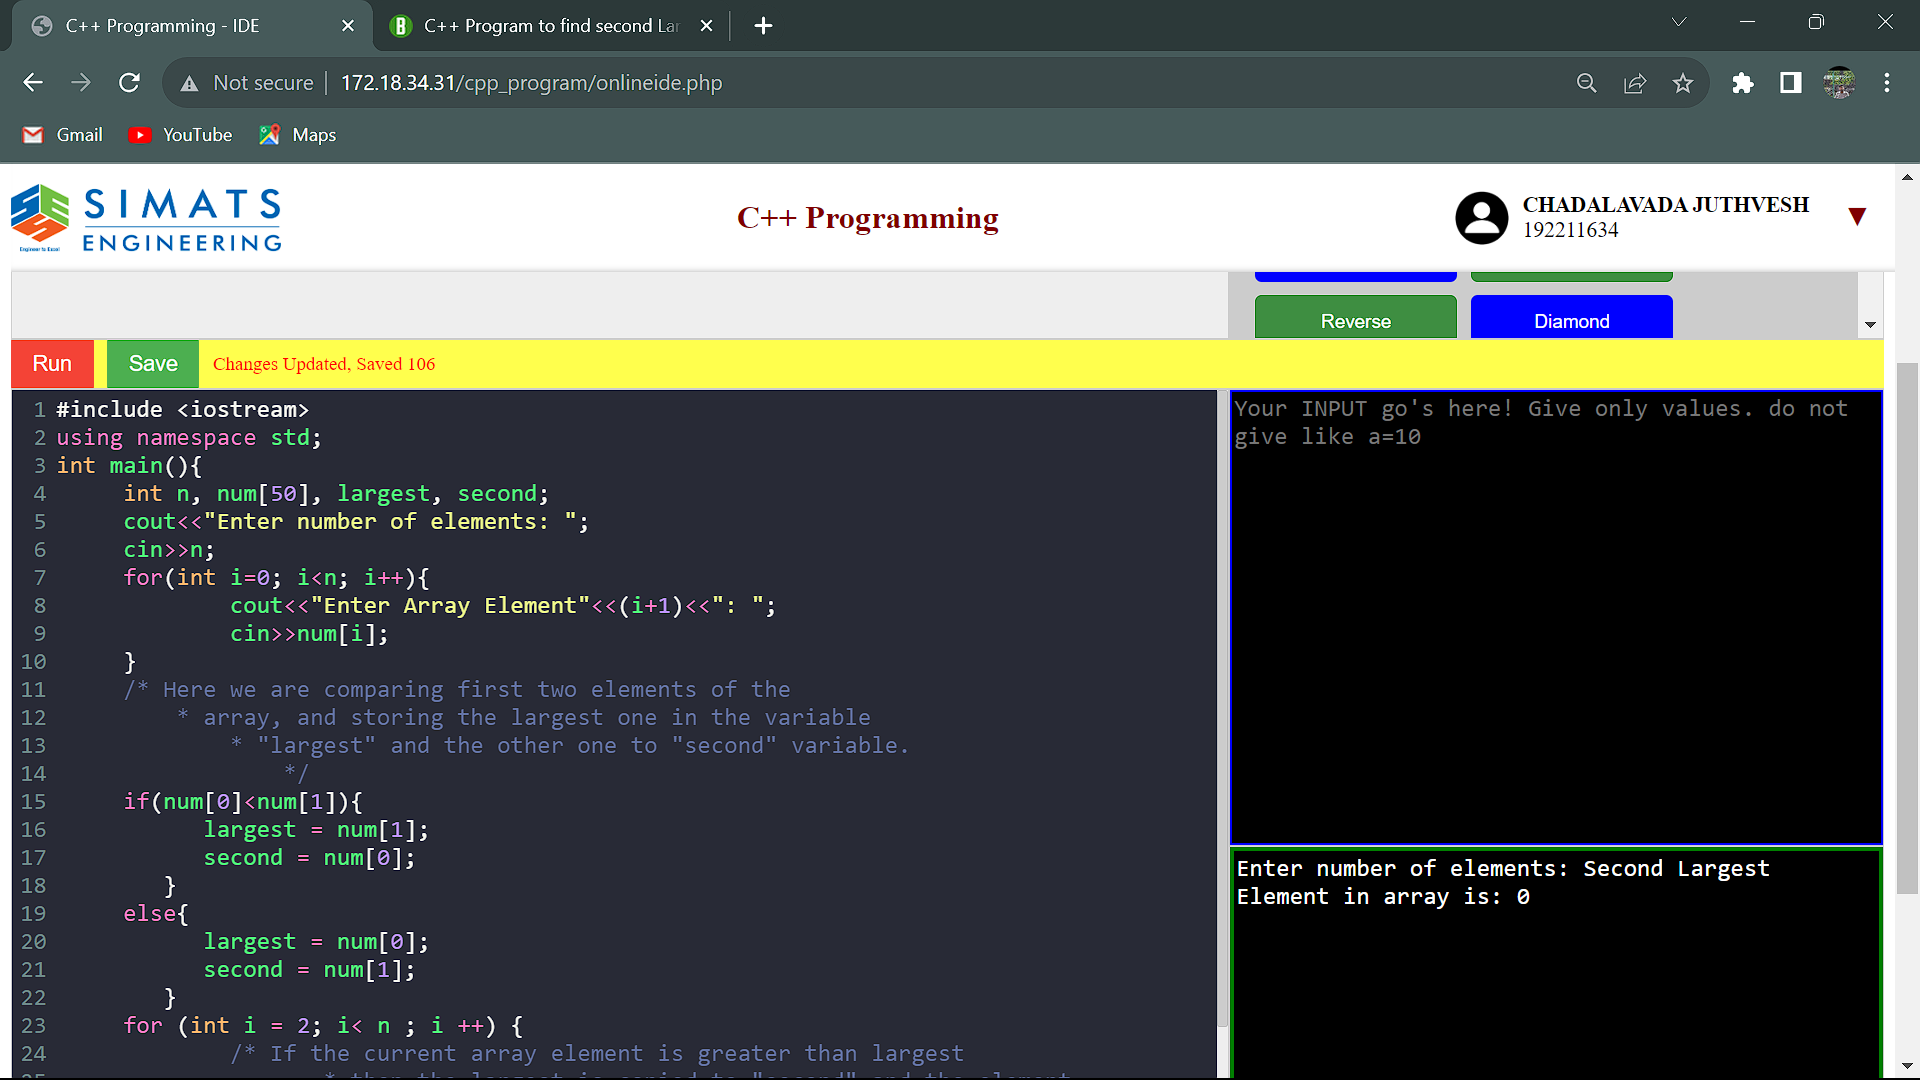 C++ Programming - IDE
C++ Program to find second Lar
Not secure
172.18.34.31/cpp_program/onlineide.php
Gmail
YouTube
Maps
SIMATS
ENGINEERING
Engineer to Excel
C++ Programming
CHADALAVADA JUTHVESH
192211634
Reverse
Diamond
Run
Save
Changes Updated, Saved 106
1 #include <iostream>
2 using namespace std;
3 int main(){
4 int n, num[50], largest, second;
5 cout<<"Enter number of elements: ";
6 cin>>n;
7 for(int i=0; i<n; i++){
8 cout<<"Enter Array Element"<<(i+1)<<": ";
9 cin>>num[i];
10 }
11 /* Here we are comparing first two elements of the
12 * array, and storing the largest one in the variable
13 * "largest" and the other one to "second" variable.
14 */
15 if(num[0]<num[1]){
16 largest = num[1];
17 second = num[0];
18 }
19 else{
20 largest = num[0];
21 second = num[1];
22 }
23 for (int i = 2; i< n ; i ++) {
24 /* If the current array element is greater than largest
Your INPUT go's here! Give only values. do not
give like a=10
Enter number of elements: Second Largest
Element in array is: 0